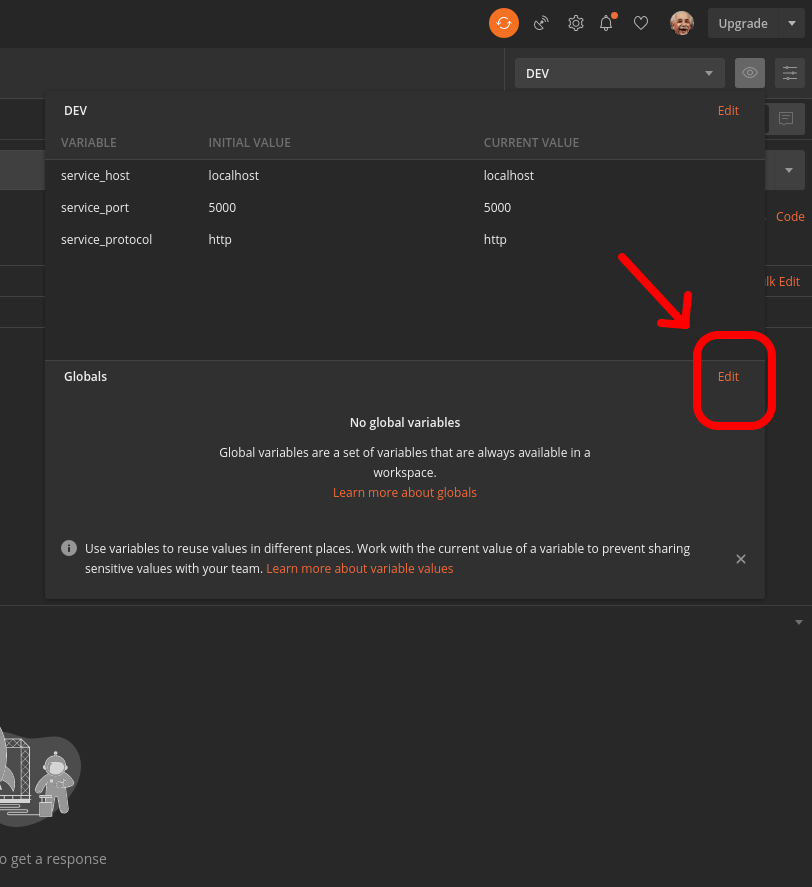 Upgrade
DEV
DEV Edit
VARIABLE INITIAL VALUE CURRENT VALUE
service_host localhost localhost
service_port 5000 5000
Code
service_protocol http http
Edit
Globals Edit
No global variables
Global variables are a set of variables that are always available in a
workspace.
Learn more about globals
Use variables to reuse values in different places. Work with the current value of a variable to prevent sharing
sensitive values with your team. Learn more about variable values
to get a response